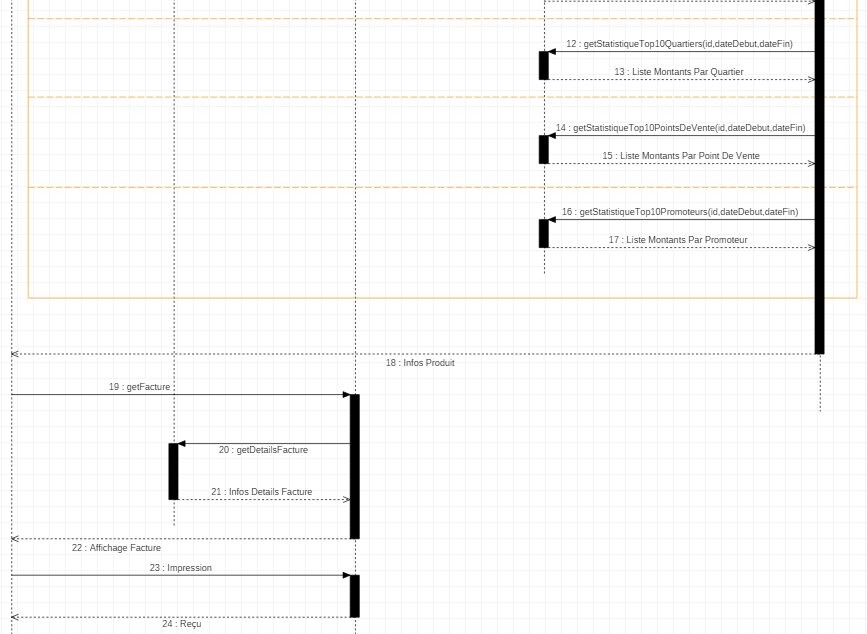 12 : getStatistiqueTop10Quartiers(id,dateDebut,dateFin)
13 : Liste Montants Par Quartier
14 : getStatistiqueTop10PointsDeVente(id,dateDebut,dateFin)
15 : Liste Montants Par Point De Vente
16 : getStatistiqueTop10Promoteurs(id,dateDebut,dateFin)
17 : Liste Montants Par Promoteur
18 : Infos Produit
19 : getFacture
20 : getDetailsFacture
21 : Infos Details Facture
22 : Affichage Facture
23 : Impression
24 : Reçu